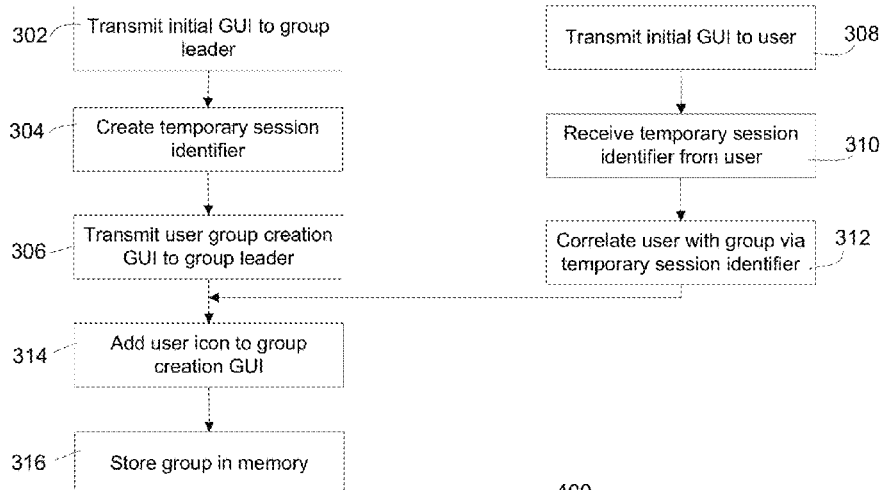 302
Transmit initial GUI to group
leader
304
Create temporary session
identifier
306
Transmit user group creation
GUI to group leader
314
Add user icon to group
creation GUI
316
Store group in memory
Transmit initial GUI to user
308
Receive temporary session
identifier from user
310
Correlate user with group via
temporary session identifier
312